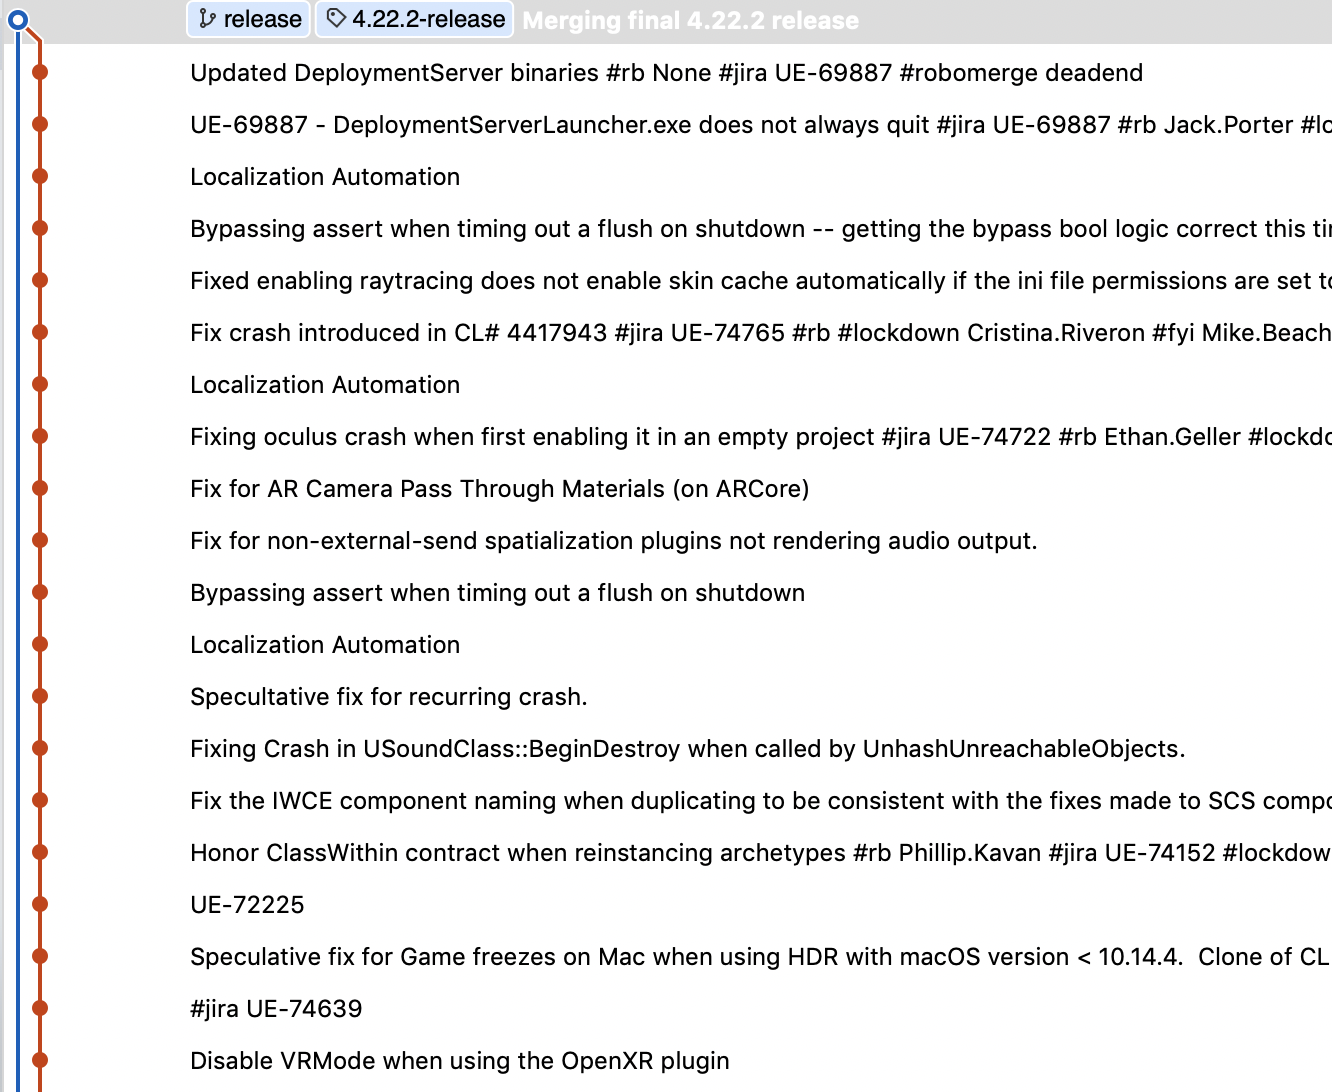 release 4.22.2-release Merging final 4.22.2 release
Updated DeploymentServer binaries #rb None #jira UE-69887 #robomerge deadend
UE-69887 - DeploymentServerLauncher.exe does not always quit #jira UE-69887 #rb Jack.Porter #lo
Localization Automation
Bypassing assert when timing out a flush on shutdown -- getting the bypass bool logic correct this
Fixed enabling raytracing does not enable skin cache automatically if the ini file permissions are set
Fix crash introduced in CL# 4417943 #jira UE-74765 #rb #lockdown Cristina.Riveron #fyi Mike.Beach
Localization Automation
Fixing oculus crash when first enabling it in an empty project #jira UE-74722 #rb Ethan.Geller #lockd
Fix for AR Camera Pass Through Materials (on ARCore)
Fix for non-external-send spatialization plugins not rendering audio output.
Bypassing assert when timing out a flush on shutdown
Localization Automation
Specultative fix for recurring crash.
Fixing Crash in USoundClass::BeginDestroy when called by UnhashUnreachableObjects.
Fix the IWCE component naming when duplicating to be consistent with the fixes made to SCS comp
Honor ClassWithin contract when reinstancing archetypes #rb Phillip.Kavan #jira UE-74152 #lockdow
UE-72225
Speculative fix for Game freezes on Mac when using HDR with macOS version < 10.14.4.  Clone of CL
#jira UE-74639
Disable VRMode when using the OpenXR plugin